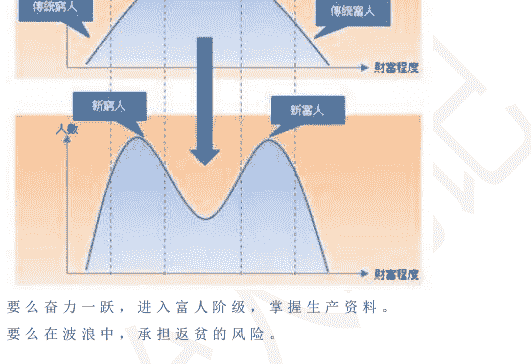 傳統窮人
傳統富人
財富程度
新窮人
新富人
人數
財富程度
要么奋力一跃，进入富人阶级，掌握生产资料。
要么在波浪中，承担返贫的风险。